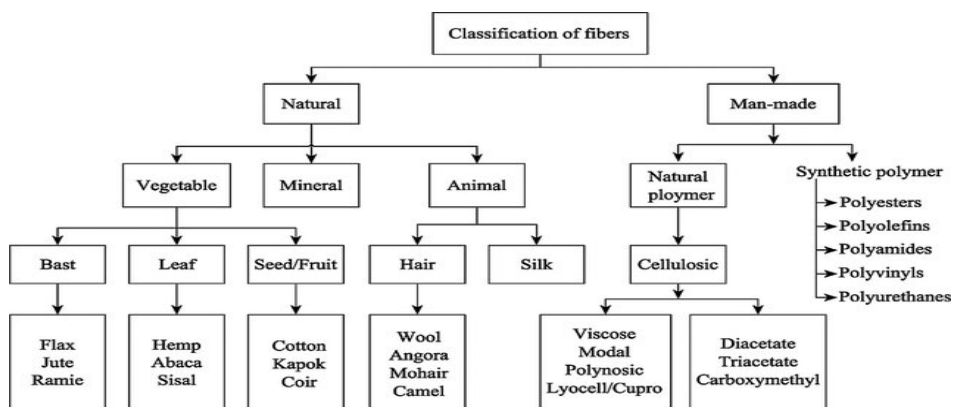 Classification of fibers
Natural
Man-made
Vegetable
Mineral
Animal
Natural
ploymer
Synthetic polymer
Polyesters
Polyolefins
Polyamides
Polyvinyls
Polyurethanes
Bast
Leaf
Seed/Fruit
Hair
Silk
Cellulosic
Flax
Jute
Ramie
Hemp
Abaca
Sisal
Cotton
Kapok
Coir
Wool
Angora
Mohair
Camel
Viscose
Modal
Polynosic
Lyocell/Cupro
Diacetate
Triacetate
Carboxymethyl